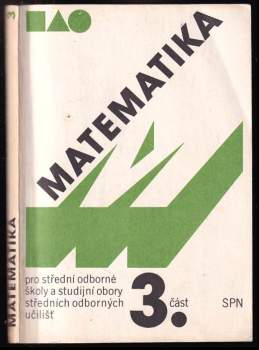 3
MATEMATIKA
MATEMATIKA
pro střední odborné
školy a studijní obory
středních odborných
učilišť
3. část
SPN